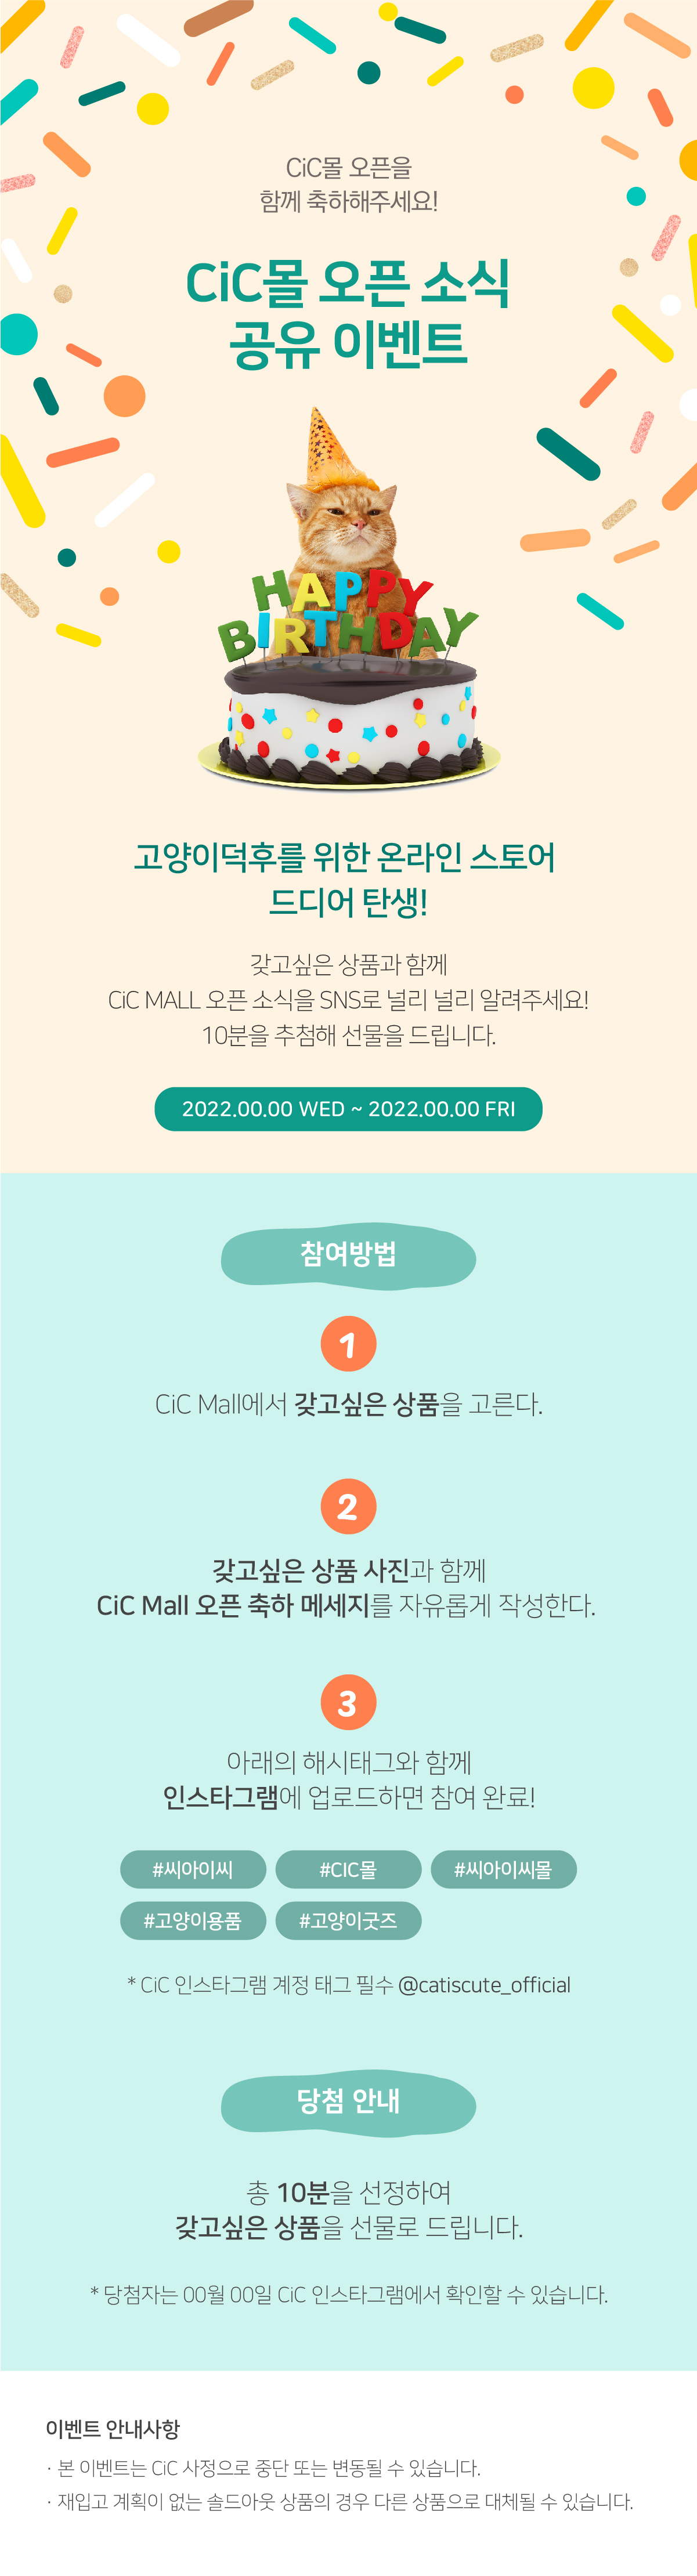 CiC몰 오픈을
함께 축하해주세요!
CiC몰 오픈 소식
공유 이벤트
HAPPY
BIRTHDAY
고양이덕후를 위한 온라인 스토어
드디어 탄생!
갖고싶은 상품과 함께
CiC MALL 오픈 소식을 SNS로 널리 널리 알려주세요!
10분을 추첨해 선물을 드립니다.
2022.00.00 WED ~ 2022.00.00 FRI
참여방법
1
CiC Mall에서 갖고싶은 상품을 고른다.
2
갖고싶은 상품 사진과 함께
CiC Mall 오픈 축하 메세지를 자유롭게 작성한다.
3
아래의 해시태그와 함께
인스타그램에 업로드하면 참여 완료!
#씨아이씨 #CIC몰 #씨아이씨몰
#고양이용품 #고양이굿즈
* CiC 인스타그램 계정 태그 필수 @catiscute_official
당첨 안내
총 10분을 선정하여
갖고싶은 상품을 선물로 드립니다.
* 당첨자는 00월 00일 CiC 인스타그램에서 확인할 수 있습니다.
이벤트 안내사항
· 본 이벤트는 CiC 사정으로 중단 또는 변동될 수 있습니다.
· 재입고 계획이 없는 솔드아웃 상품의 경우 다른 상품으로 대체될 수 있습니다.